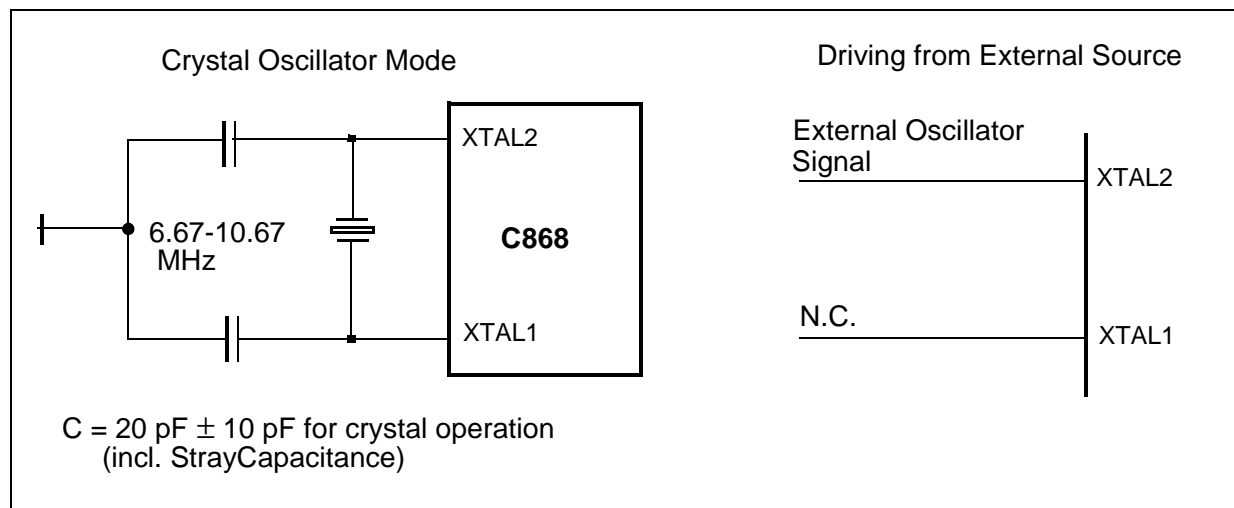 Crystal Oscillator Mode
XTAL2
6.67-10.67
MHz
C868
XTAL1
C = 20 pF ± 10 pF for crystal operation
(incl. StrayCapacitance)
Driving from External Source
External Oscillator
Signal
XTAL2
N.C.
XTAL1